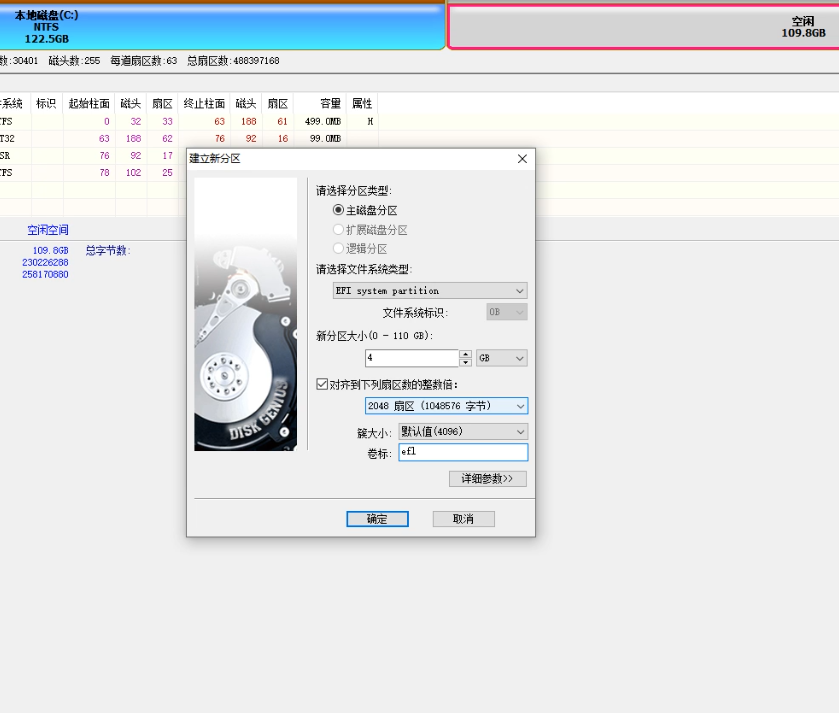 本地磁盘(C:)
NTFS
122.5GB
空闲
109.8GB
数:30401 磁头数:255 每道扇区数:63 总扇区数:488397168
系统 标识 起始柱面 磁头 扇区 终止柱面 磁头 扇区 容量 属性
TFS 0 32 33 63 188 61 499.0MB H
T32 63 188 62 76 92 16 99.0MB
SR 76 92 17
TFS 78 102 25
空闲空间
109.8GB 总字节数:
230226288
258170880
建立新分区
请选择分区类型:
主磁盘分区
扩展磁盘分区
逻辑分区
请选择文件系统类型:
EFI system partition
文件系统标识: 0B
新分区大小(0 - 110 GB):
4 GB
对齐到下列扇区数的整数倍:
2048 扇区 (1048576 字节)
簇大小: 默认值(4096)
卷标: efl
详细参数>>
确定 取消
DISK GENIUS